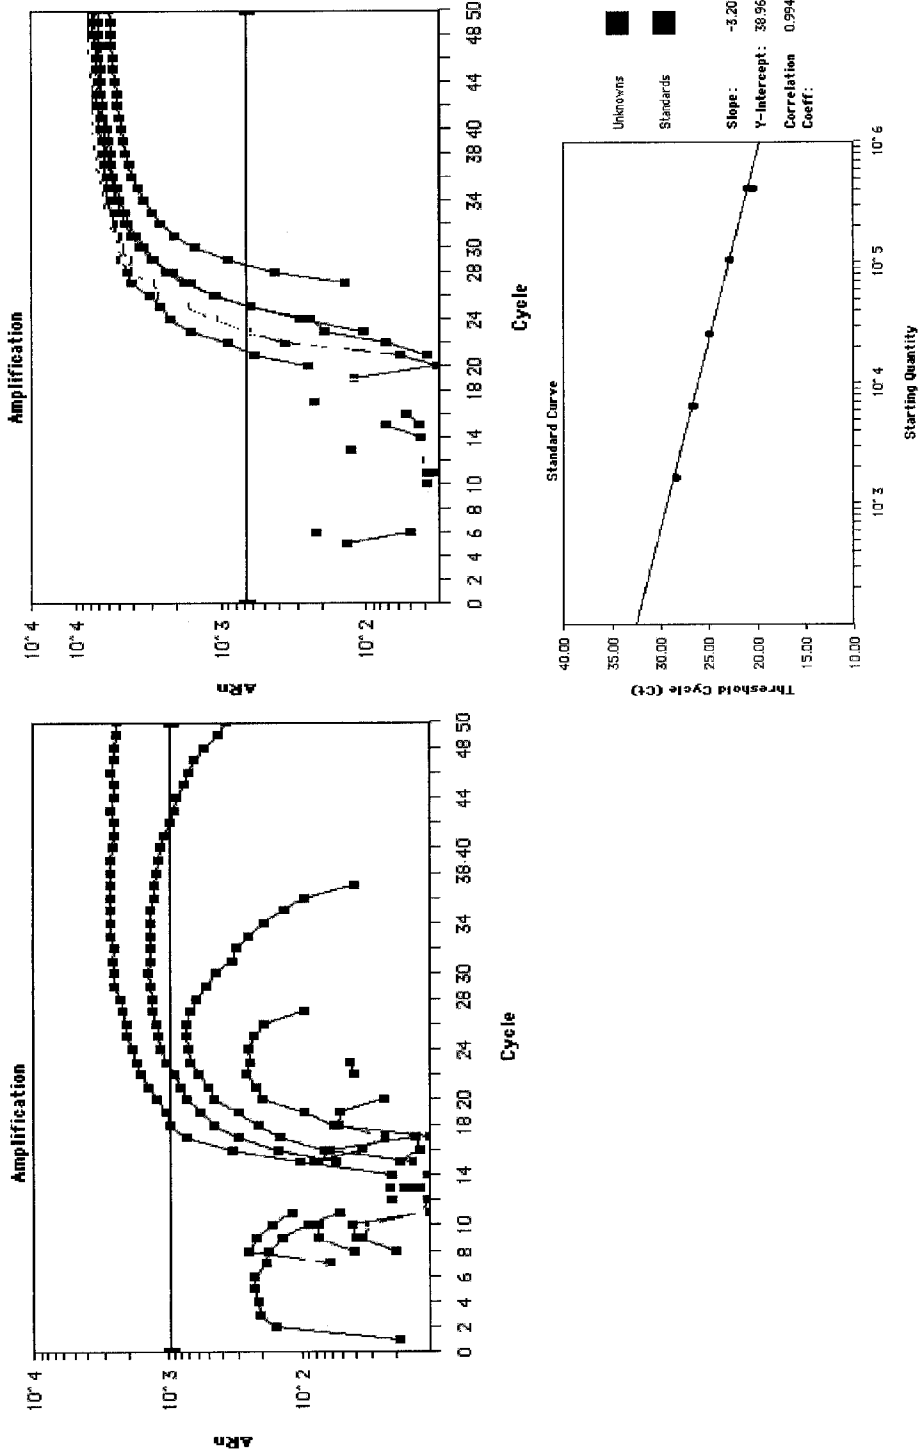 Amplification
10^4
10^3
10^2
ΔRn
0 2 4 6 8 10 14 18 20 24 28 30 34 38 40 44 48 50
Cycle
Amplification
10^4
10^4
10^3
10^2
ΔRn
0 2 4 6 8 10 14 18 20 24 28 30 34 38 40 44 48 50
Cycle
Standard Curve
40.00
35.00
30.00
25.00
20.00
15.00
10.00
Threshold Cycle (Ct)
10^3 10^4 10^5 10^6
Starting Quantity
Unknowns
Standards
Slope: -3.20
Y-Intercept: 38.96
Correlation 0.994
Coeff: